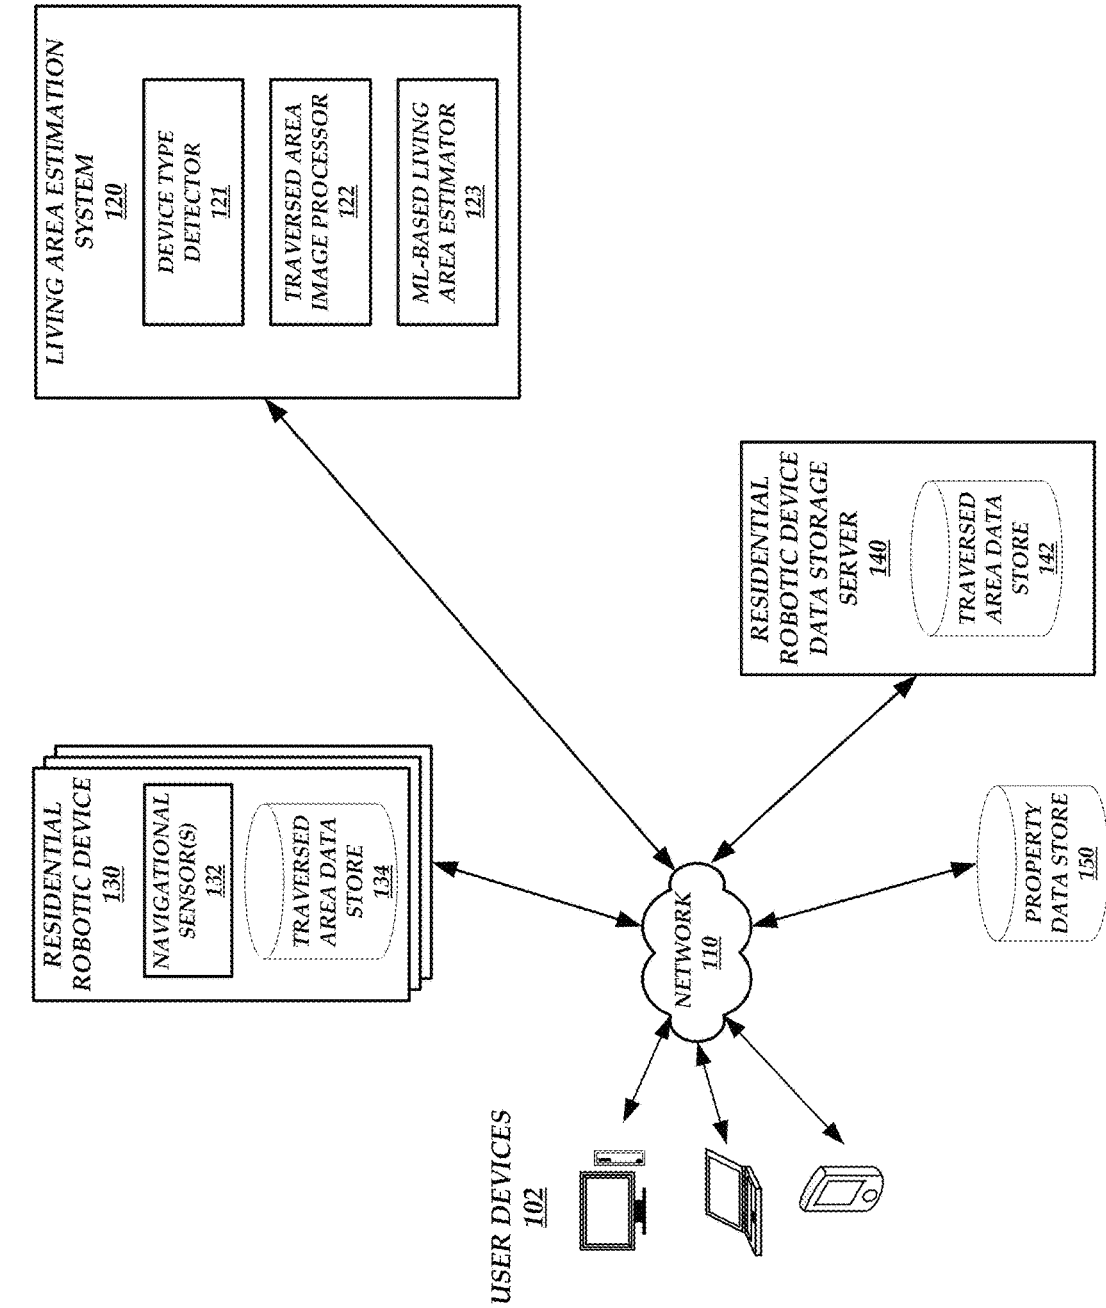 LIVING AREA ESTIMATION
SYSTEM
120
DEVICE TYPE
DETECTOR
121
TRAVERSED AREA
IMAGE PROCESSOR
122
ML-BASED LIVING
AREA ESTIMATOR
123
RESIDENTIAL
ROBOTIC DEVICE
130
NAVIGATIONAL
SENSOR(S)
132
TRAVERSED
AREA DATA
STORE
134
RESIDENTIAL
ROBOTIC DEVICE
DATA STORAGE
SERVER
140
TRAVERSED
AREA DATA
STORE
142
NETWORK
110
PROPERTY
DATA STORE
150
USER DEVICES
102